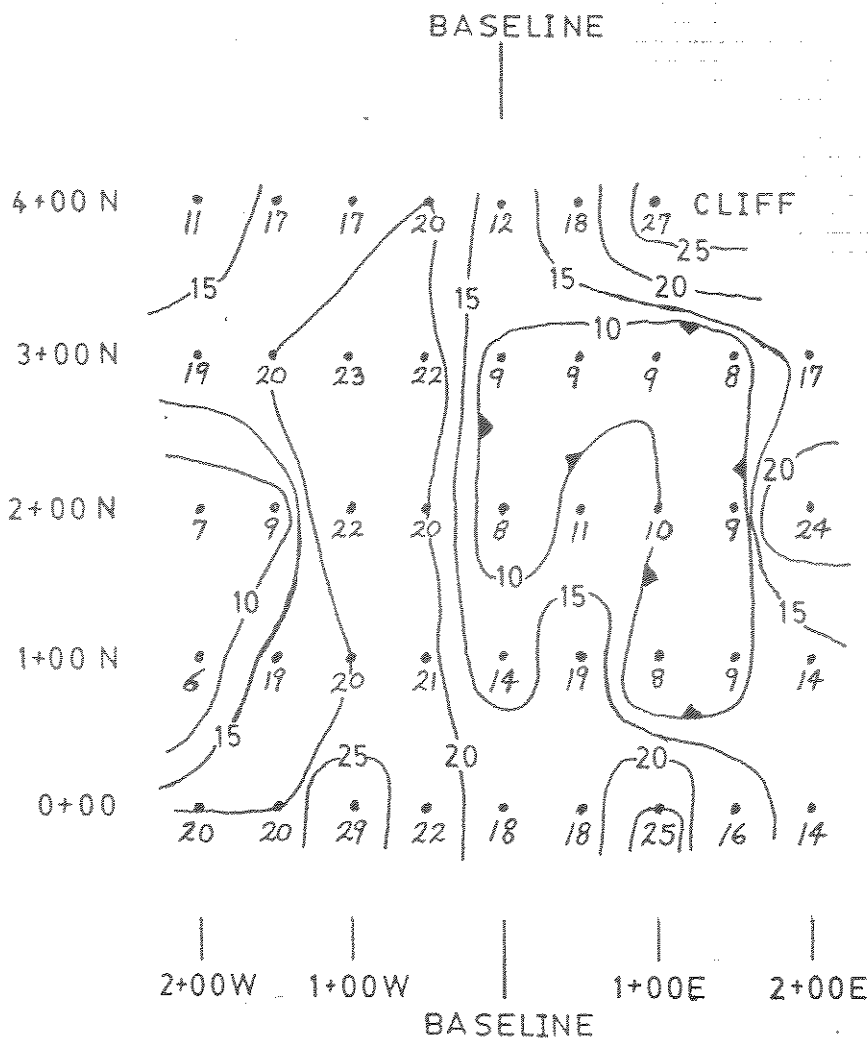 BASELINE
4+00 N 11 17 17 20 12 18 27 CLIFF
25
15 15 15 20
10
3+00 N 19 20 23 22 9 9 9 8 17
20
2+00 N 7 9 22 20 8 11 10 9 24
10
10 15 15
1+00 N 6 19 20 21 14 19 8 9 14
15 25 20 20
0+00 20 20 29 22 18 18 25 16 14
2+00W 1+00W 1+00E 2+00E
BASELINE